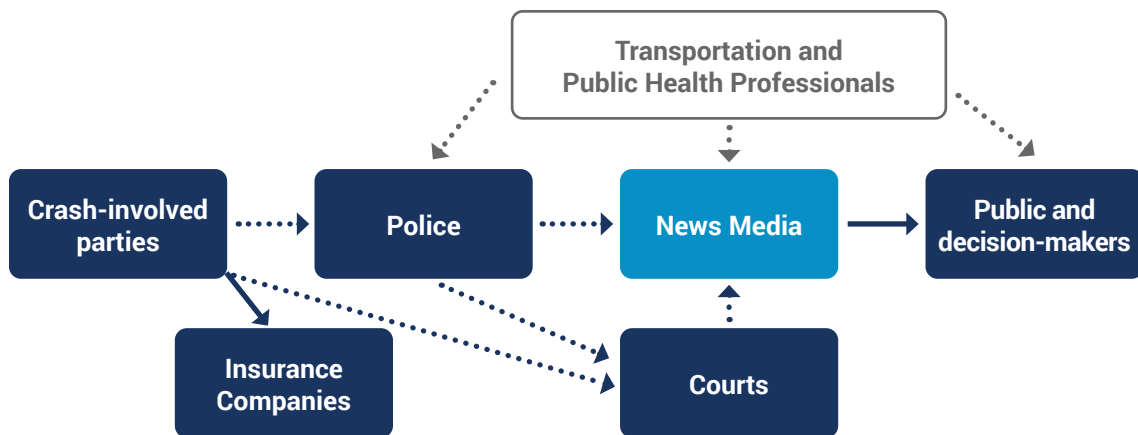 Transportation and
Public Health Professionals
Crash-involved
parties
Police
News Media
Public and
decision-makers
Insurance
Companies
Courts